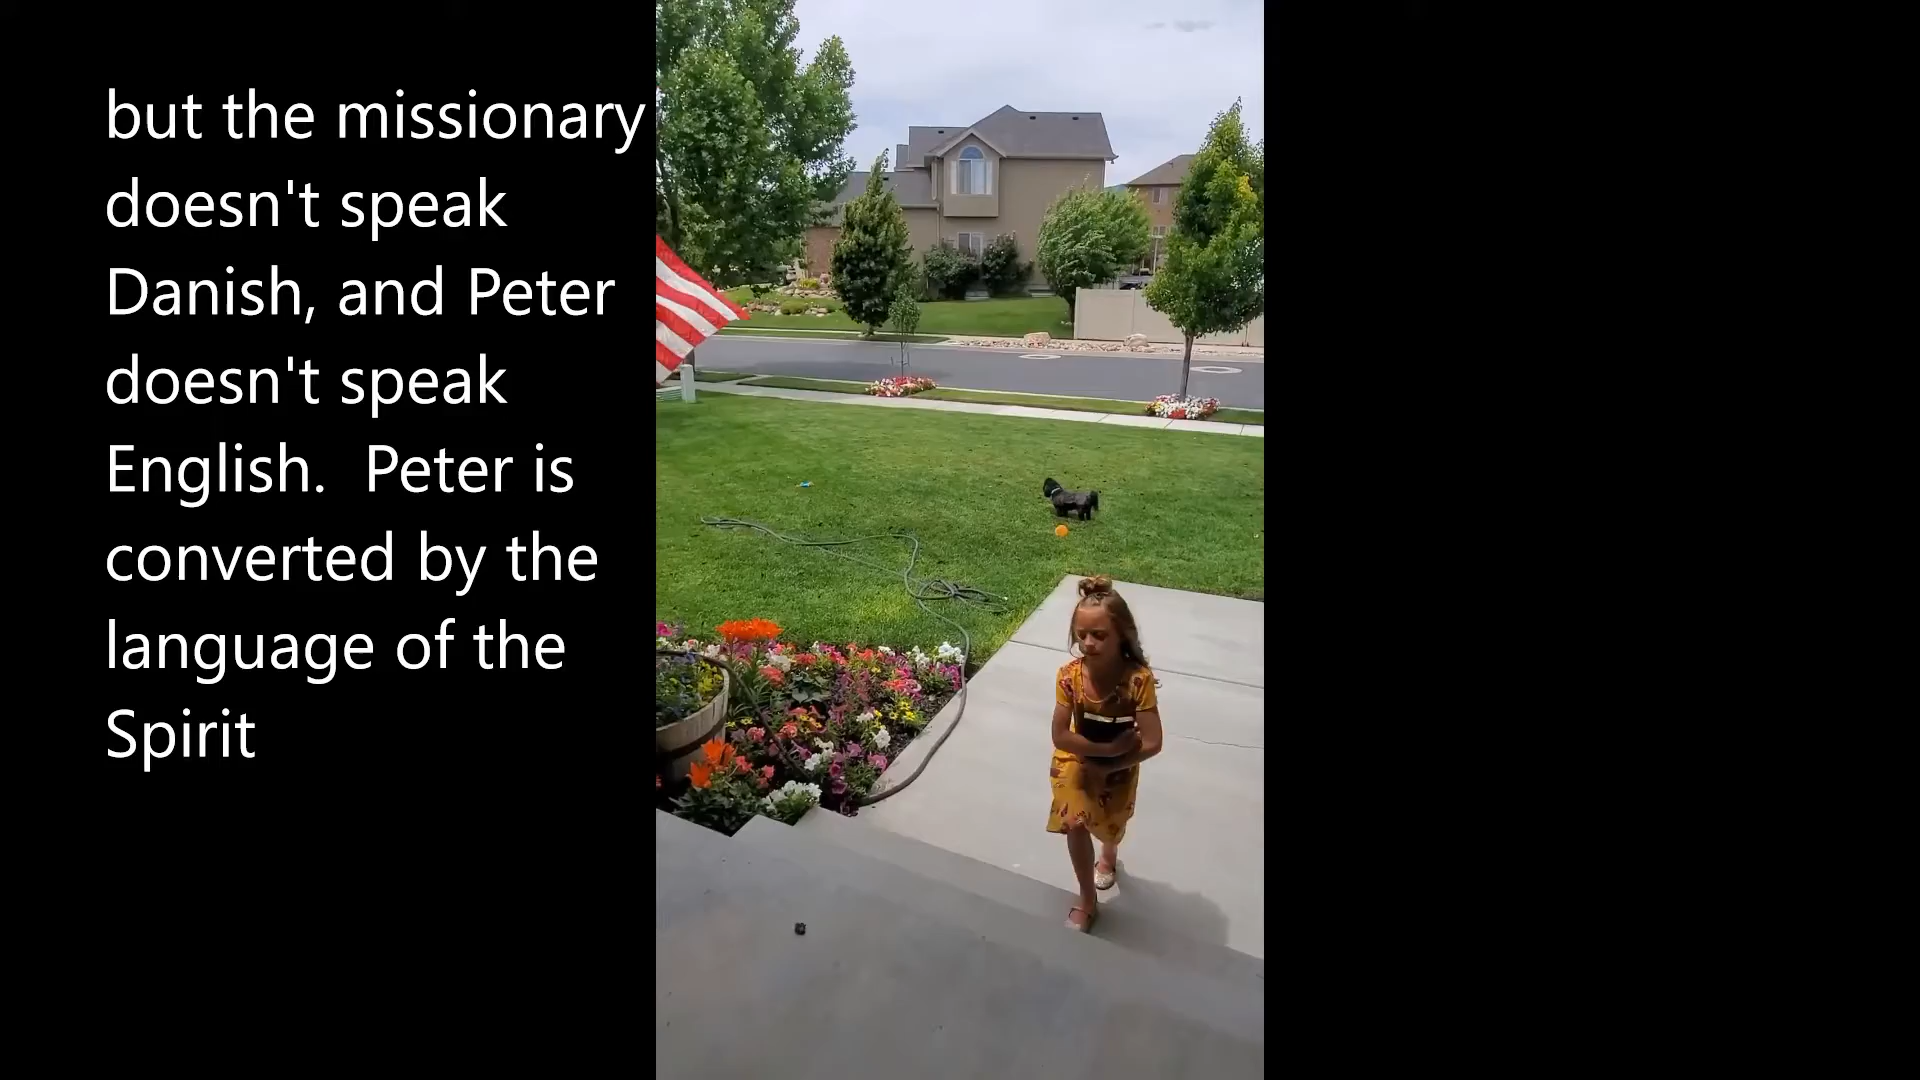 but the missionary
doesn't speak
Danish, and Peter
doesn't speak
English.  Peter is
converted by the
language of the
Spirit